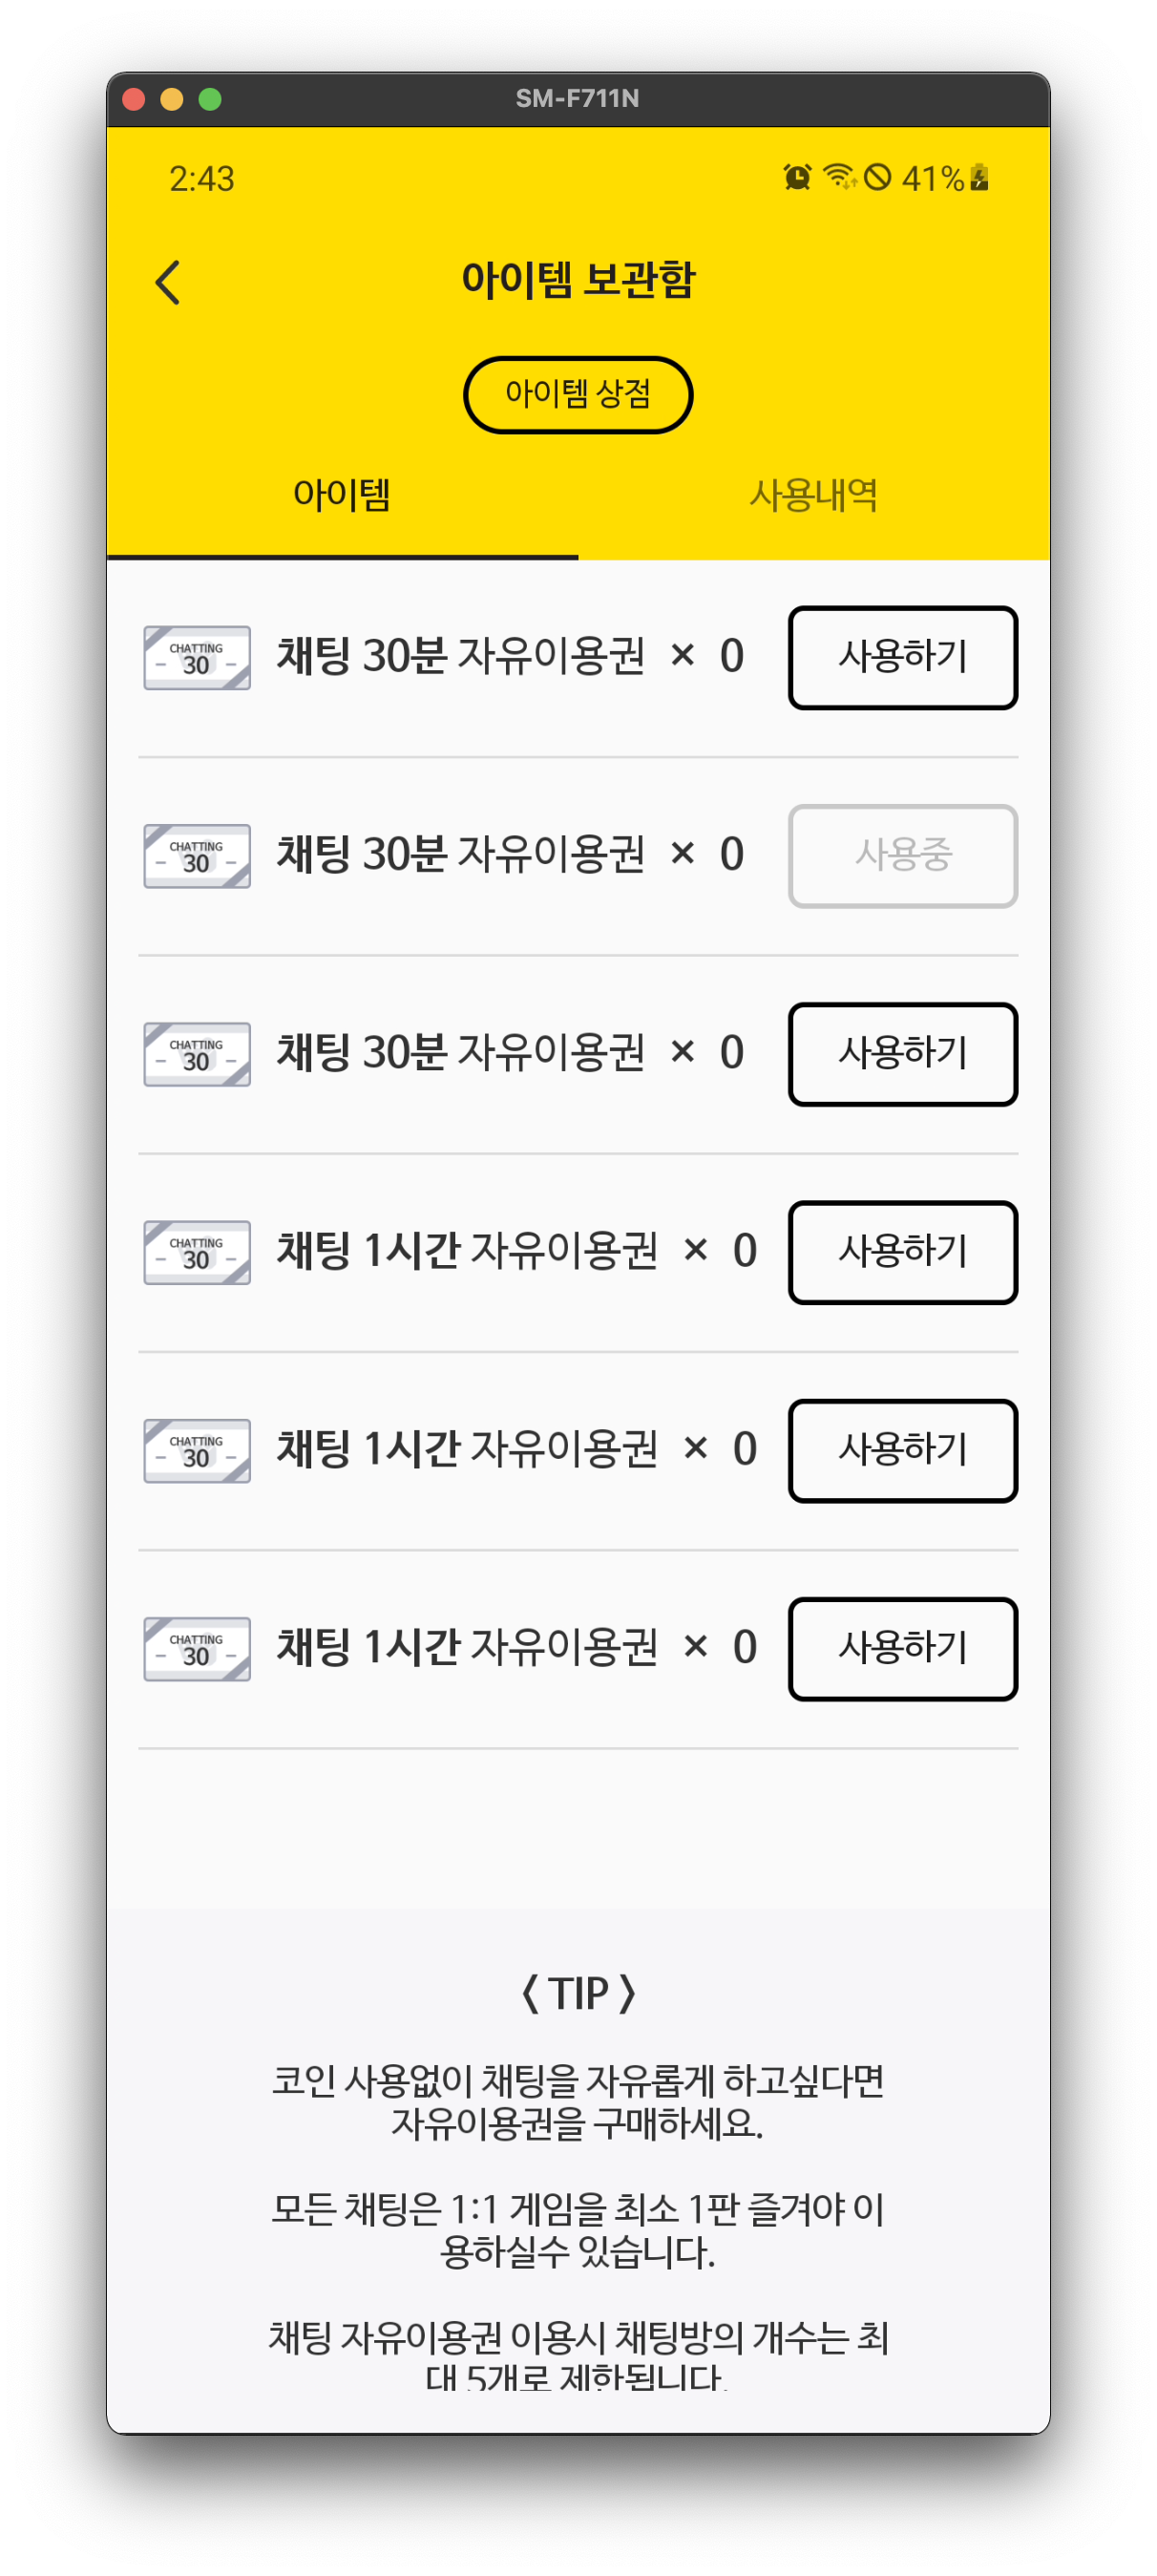 SM-F711N
2:43
41%
아이템 보관함
아이템 상점
아이템 사용내역
CHATTING
30
채팅 30분 자유이용권 × 0 사용하기
CHATTING
30
채팅 30분 자유이용권 × 0 사용중
CHATTING
30
채팅 30분 자유이용권 × 0 사용하기
CHATTING
30
채팅 1시간 자유이용권 × 0 사용하기
CHATTING
30
채팅 1시간 자유이용권 × 0 사용하기
CHATTING
30
채팅 1시간 자유이용권 × 0 사용하기
〈 TIP 〉
코인 사용없이 채팅을 자유롭게 하고싶다면
자유이용권을 구매하세요.
모든 채팅은 1:1 게임을 최소 1판 즐겨야 이
용하실수 있습니다.
채팅 자유이용권 이용시 채팅방의 개수는 최
대 5개로 제한됩니다.